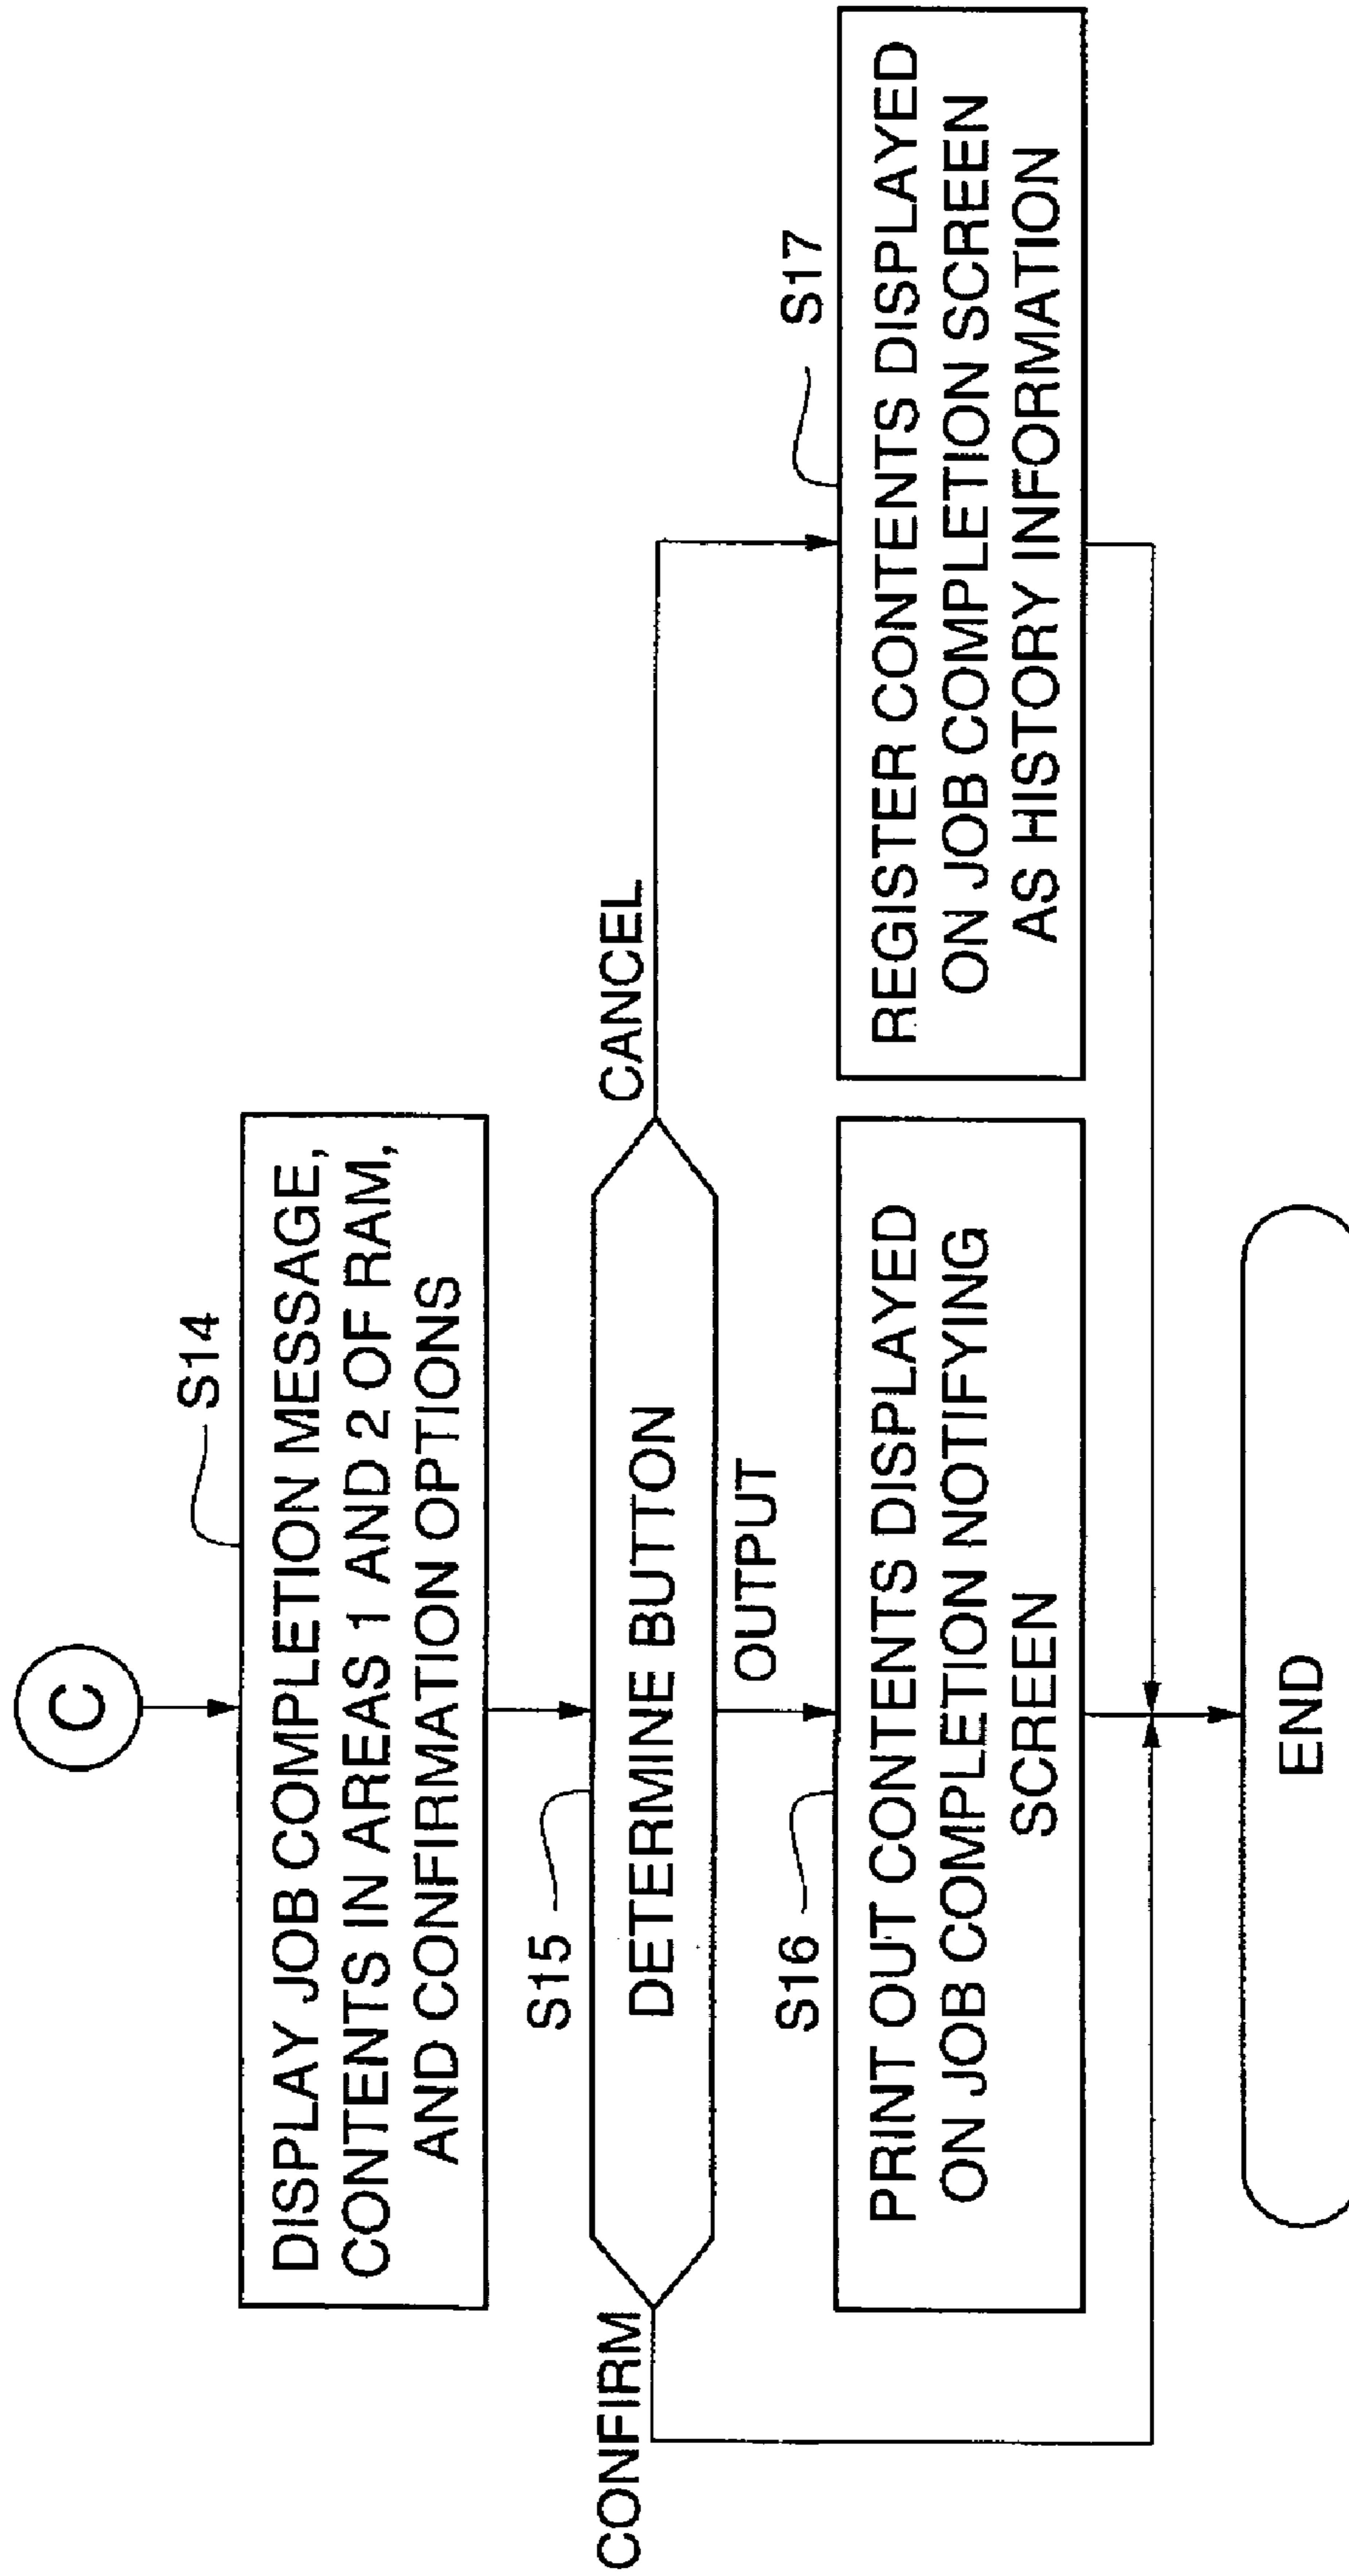 C
S14
DISPLAY JOB COMPLETION MESSAGE,
CONTENTS IN AREAS 1 AND 2 OF RAM,
AND CONFIRMATION OPTIONS
S15
CONFIRM
DETERMINE BUTTON
CANCEL
OUTPUT
S16
PRINT OUT CONTENTS DISPLAYED
ON JOB COMPLETION NOTIFYING
SCREEN
S17
REGISTER CONTENTS DISPLAYED
ON JOB COMPLETION SCREEN
AS HISTORY INFORMATION
END